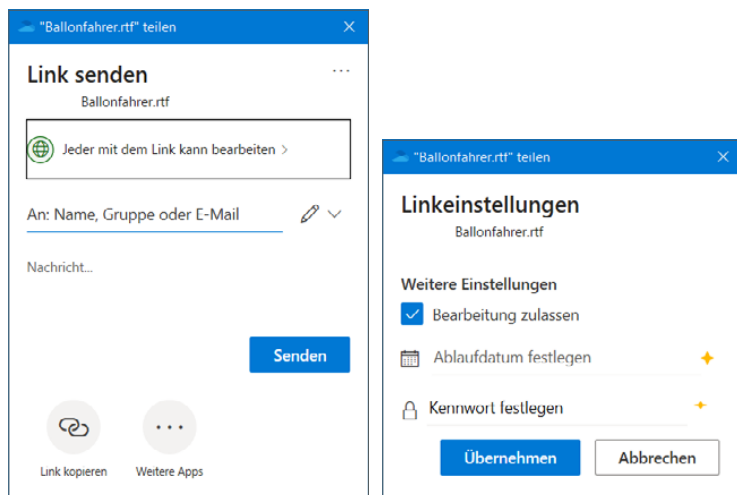 "Ballonfahrer.rtf" teilen
Link senden
Ballonfahrer.rtf
Jeder mit dem Link kann bearbeiten
An: Name, Gruppe oder E-Mail
Nachricht...
Senden
Link kopieren
Weitere Apps
"Ballonfahrer.rtf" teilen
Linkeinstellungen
Ballonfahrer.rtf
Weitere Einstellungen
Bearbeitung zulassen
Ablaufdatum festlegen
Kennwort festlegen
Übernehmen
Abbrechen